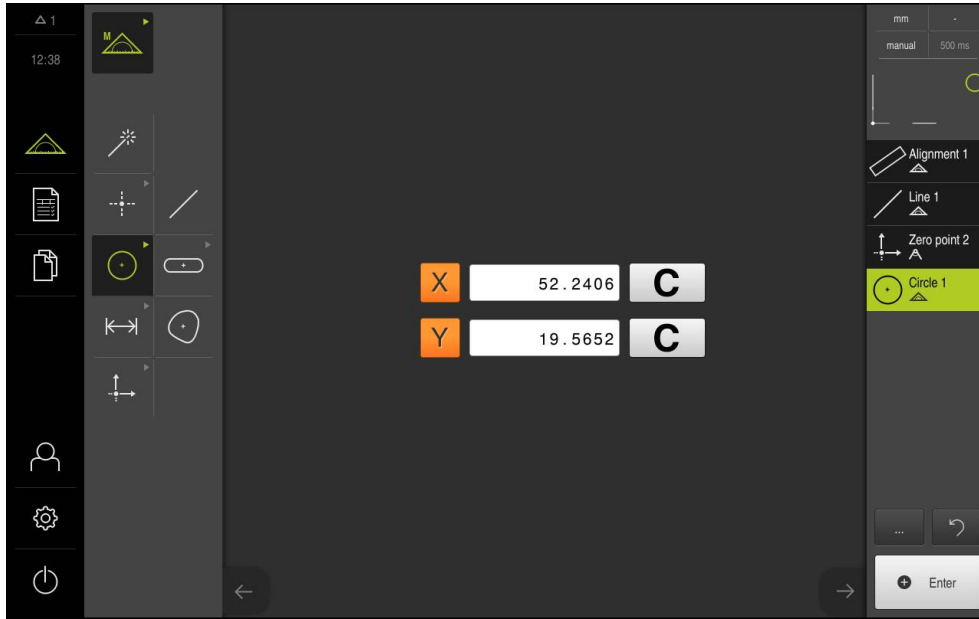 1
12:38
M
X 52.2406 C
Y 19.5652 C
mm -
manual 500 ms
Alignment 1
Line 1
Zero point 2
Circle 1
...
Enter